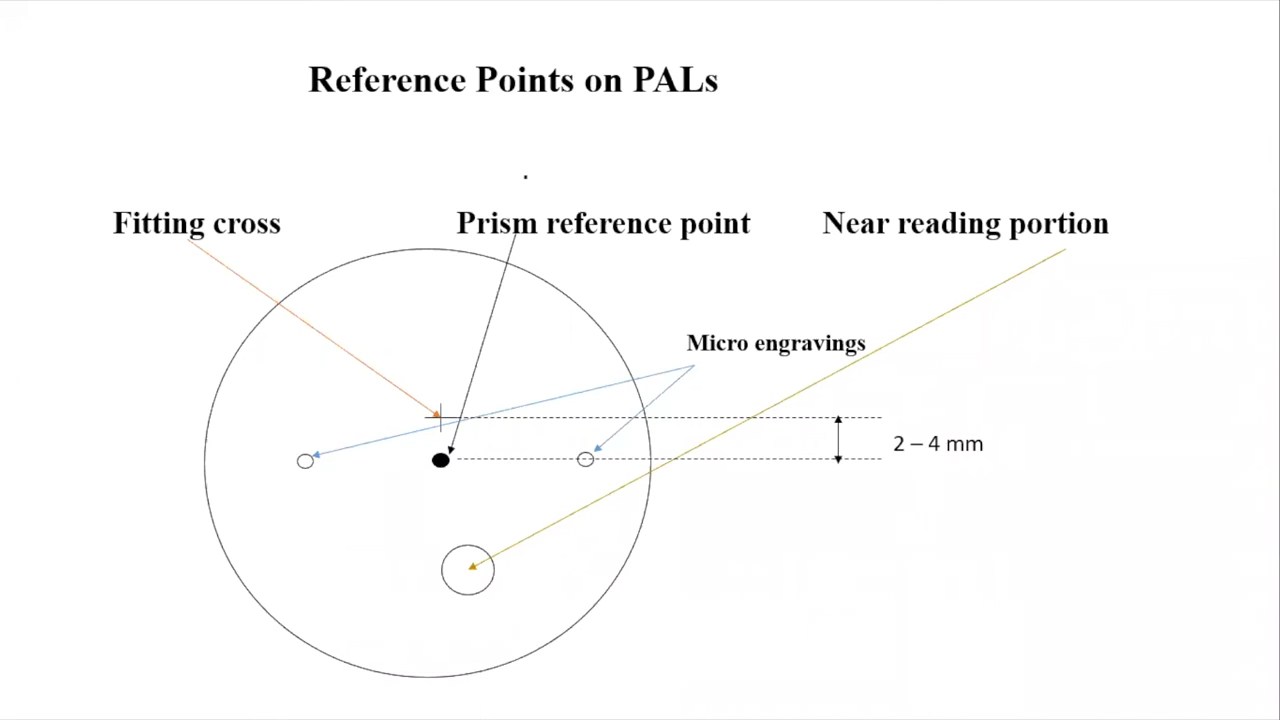 Reference Points on PALs
Fitting cross
Prism reference point
Near reading portion
Micro engravings
2 – 4 mm